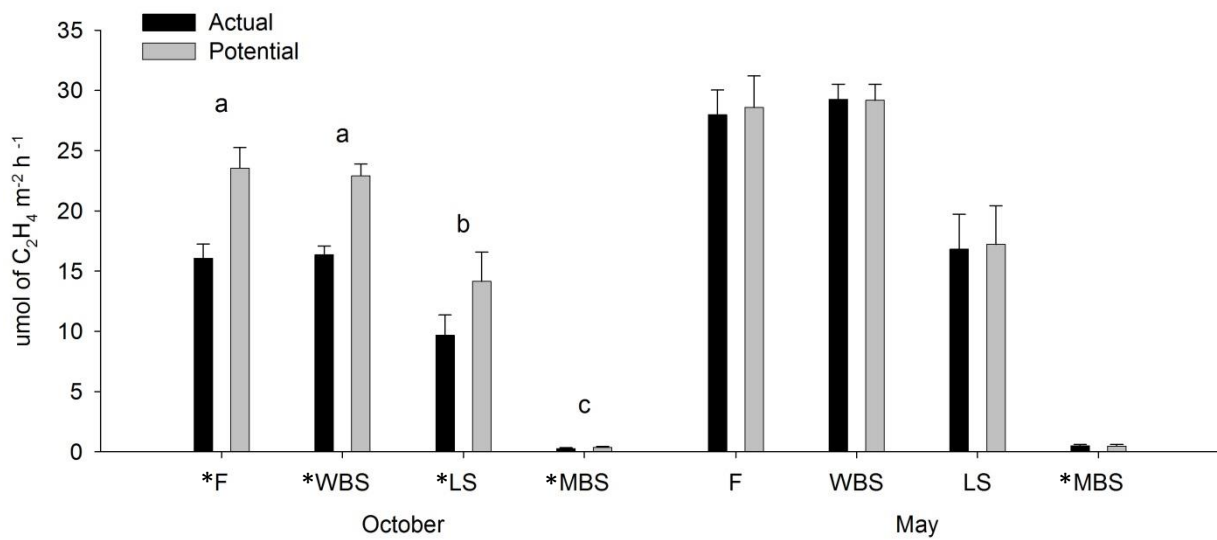 Actual
Potential
umol of C₂H₄ m⁻² h⁻¹
35
30
25
20
15
10
5
0
a
a
b
c
*F *WBS *LS *MBS F WBS LS *MBS
October May